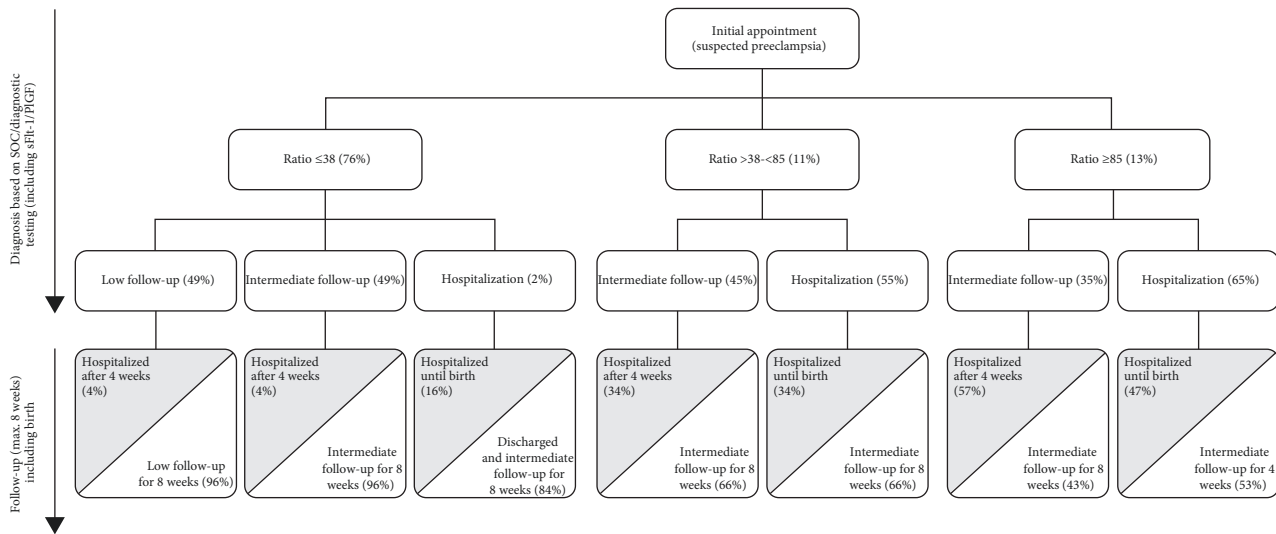 Initial appointment
(suspected preeclampsia)
Diagnosis based on SOC/diagnostic
testing (including sFlt-1/PlGF)
Ratio ≤38 (76%)
Ratio >38-<85 (11%)
Ratio ≥85 (13%)
Low follow-up (49%)
Intermediate follow-up (49%)
Hospitalization (2%)
Intermediate follow-up (45%)
Hospitalization (55%)
Intermediate follow-up (35%)
Hospitalization (65%)
Follow-up (max. 8 weeks)
including birth
Hospitalized
after 4 weeks
(4%)
Low follow-up
for 8 weeks (96%)
Hospitalized
after 4 weeks
(4%)
Intermediate
follow-up for 8
weeks (96%)
Hospitalized
until birth
(16%)
Discharged
and intermediate
follow-up for
8 weeks (84%)
Hospitalized
after 4 weeks
(34%)
Intermediate
follow-up for 8
weeks (66%)
Hospitalized
until birth
(34%)
Intermediate
follow-up for 8
weeks (66%)
Hospitalized
after 4 weeks
(57%)
Intermediate
follow-up for 8
weeks (43%)
Hospitalized
until birth
(47%)
Intermediate
follow-up for 4
weeks (53%)